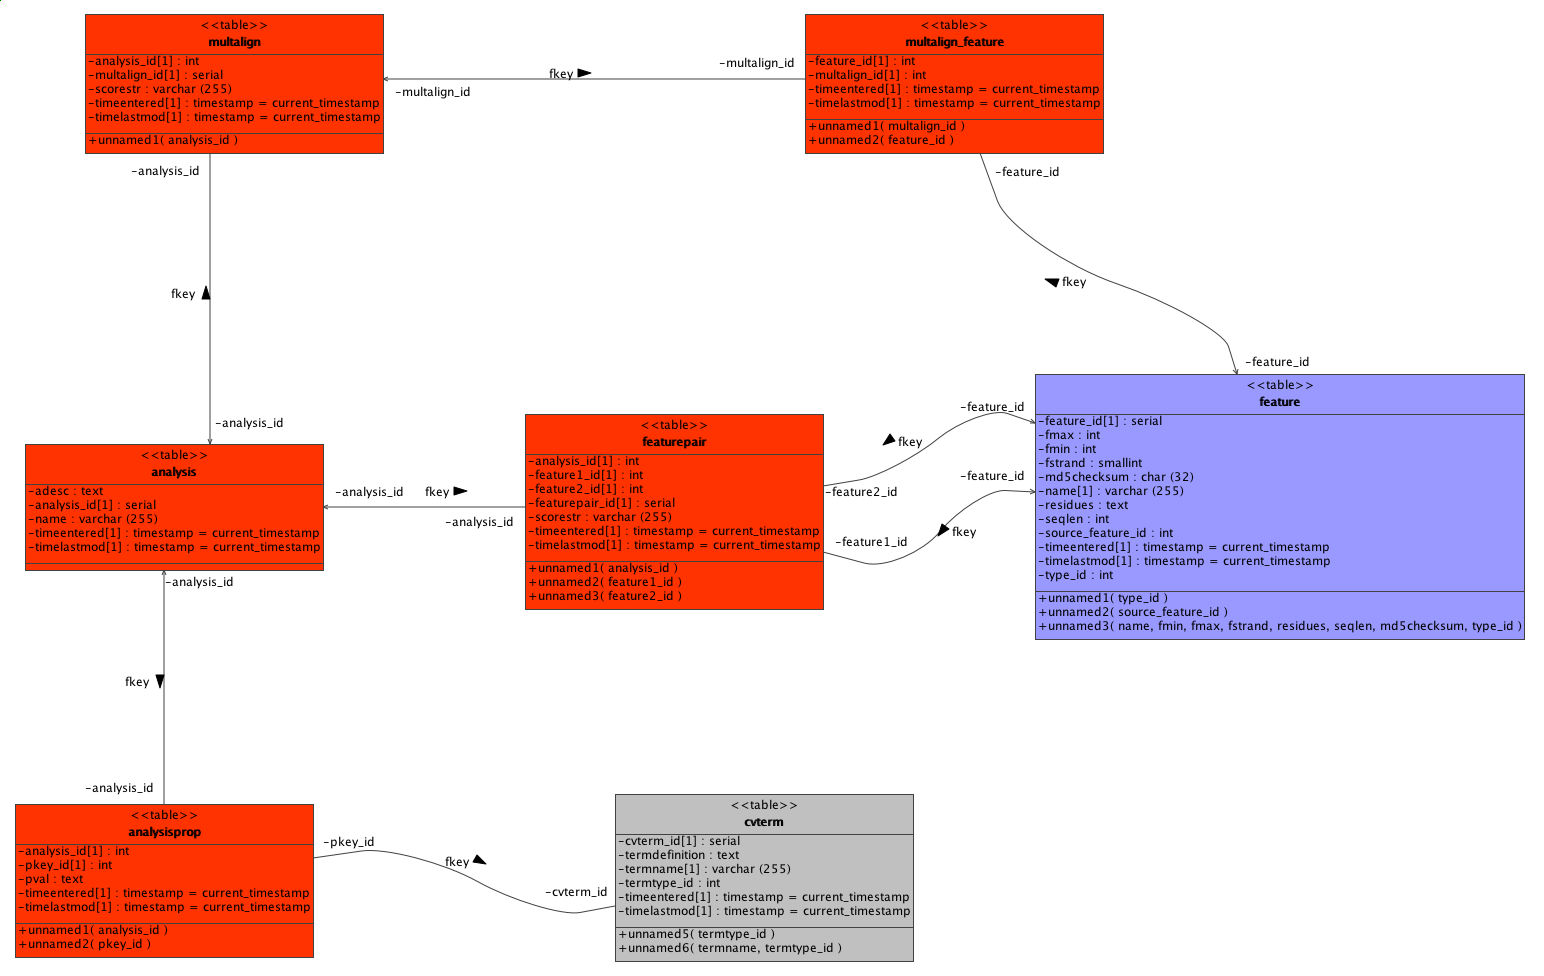 <<table>>
multalign
-analysis_id[1] : int
-multalign_id[1] : serial
-scorestr : varchar (255)
-timeentered[1] : timestamp = current_timestamp
-timelastmod[1] : timestamp = current_timestamp
+unnamed1( analysis_id )
fkey
-multalign_id
-multalign_id
<<table>>
multalign_feature
-feature_id[1] : int
-multalign_id[1] : int
-timeentered[1] : timestamp = current_timestamp
-timelastmod[1] : timestamp = current_timestamp
+unnamed1( multalign_id )
+unnamed2( feature_id )
-analysis_id
fkey
-analysis_id
-feature_id
fkey
-feature_id
<<table>>
analysis
-adesc : text
-analysis_id[1] : serial
-name : varchar (255)
-timeentered[1] : timestamp = current_timestamp
-timelastmod[1] : timestamp = current_timestamp
-analysis_id
fkey
-analysis_id
<<table>>
featurepair
-analysis_id[1] : int
-feature1_id[1] : int
-feature2_id[1] : int
-featurepair_id[1] : serial
-scorestr : varchar (255)
-timeentered[1] : timestamp = current_timestamp
-timelastmod[1] : timestamp = current_timestamp
+unnamed1( analysis_id )
+unnamed2( feature1_id )
+unnamed3( feature2_id )
-feature_id
fkey
-feature2_id
-feature_id
fkey
-feature1_id
<<table>>
feature
-feature_id[1] : serial
-fmax : int
-fmin : int
-fstrand : smallint
-md5checksum : char (32)
-name[1] : varchar (255)
-residues : text
-seqlen : int
-source_feature_id : int
-timeentered[1] : timestamp = current_timestamp
-timelastmod[1] : timestamp = current_timestamp
-type_id : int
+unnamed1( type_id )
+unnamed2( source_feature_id )
+unnamed3( name, fmin, fmax, fstrand, residues, seqlen, md5checksum, type_id )
-analysis_id
fkey
-analysis_id
<<table>>
analysisprop
-analysis_id[1] : int
-pkey_id[1] : int
-pval : text
-timeentered[1] : timestamp = current_timestamp
-timelastmod[1] : timestamp = current_timestamp
+unnamed1( analysis_id )
+unnamed2( pkey_id )
-pkey_id
fkey
-cvterm_id
<<table>>
cvterm
-cvterm_id[1] : serial
-termdefinition : text
-termname[1] : varchar (255)
-termtype_id : int
-timeentered[1] : timestamp = current_timestamp
-timelastmod[1] : timestamp = current_timestamp
+unnamed5( termtype_id )
+unnamed6( termname, termtype_id )